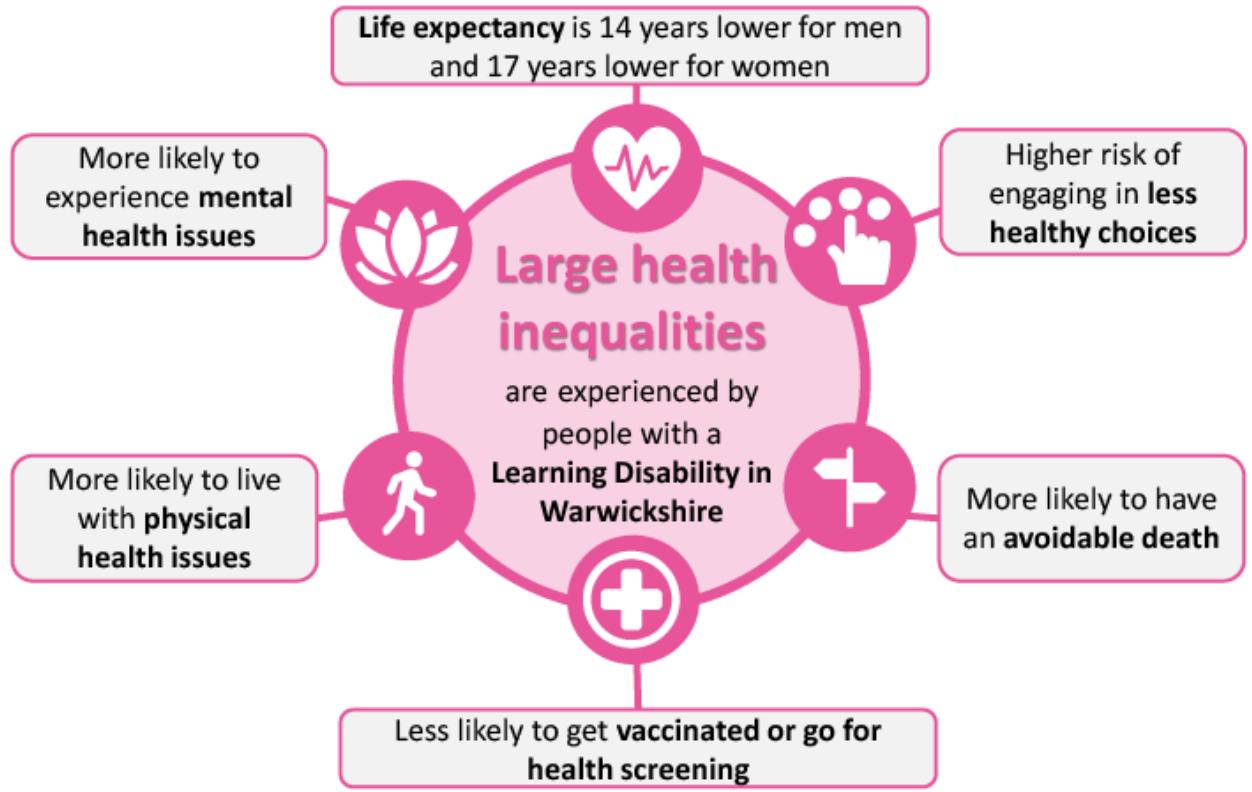 Life expectancy is 14 years lower for men
and 17 years lower for women
More likely to
experience mental
health issues
Higher risk of
engaging in less
healthy choices
Large health
inequalities
are experienced by
people with a
Learning Disability in
Warwickshire
More likely to live
with physical
health issues
More likely to have
an avoidable death
Less likely to get vaccinated or go for
health screening